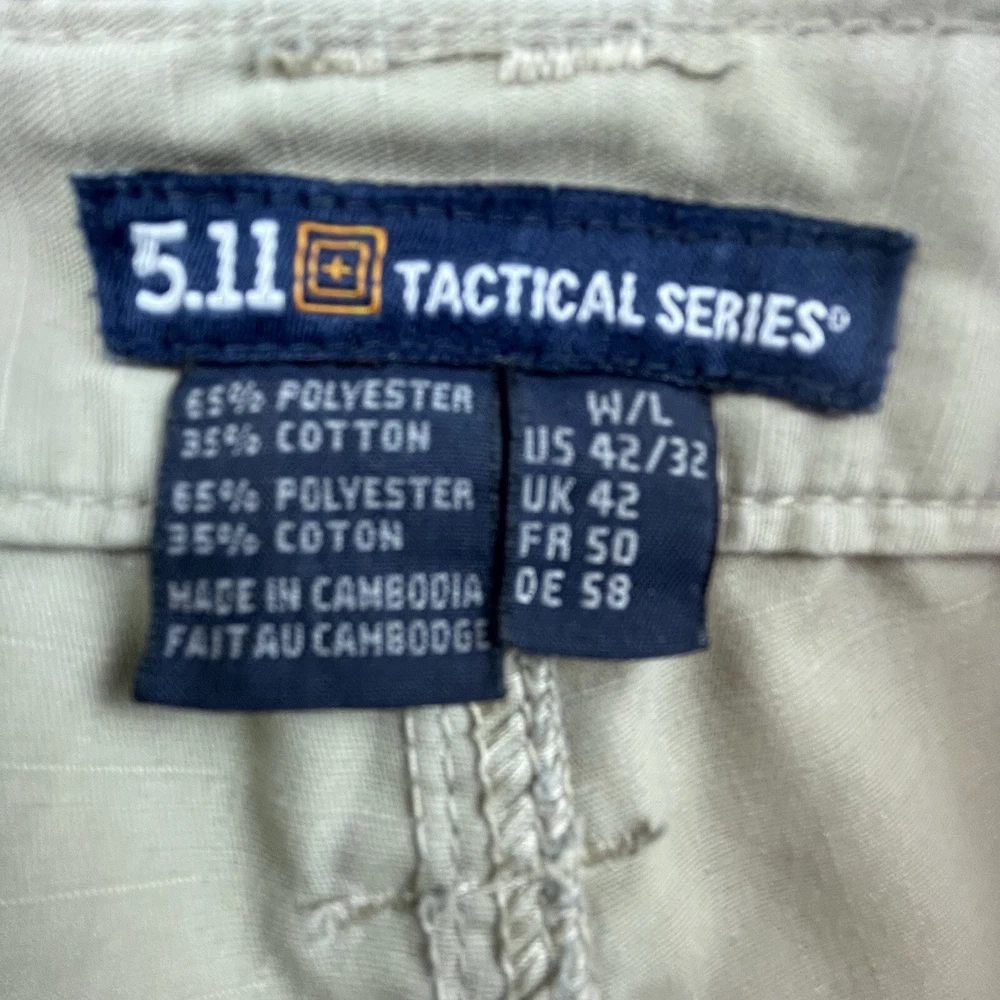 5.11 TACTICAL SERIES®
65% POLYESTER
35% COTTON
65% POLYESTER
35% COTON
MADE IN CAMBODIA
FAIT AU CAMBODGE
W/L
US 42/32
UK 42
FR 50
DE 58